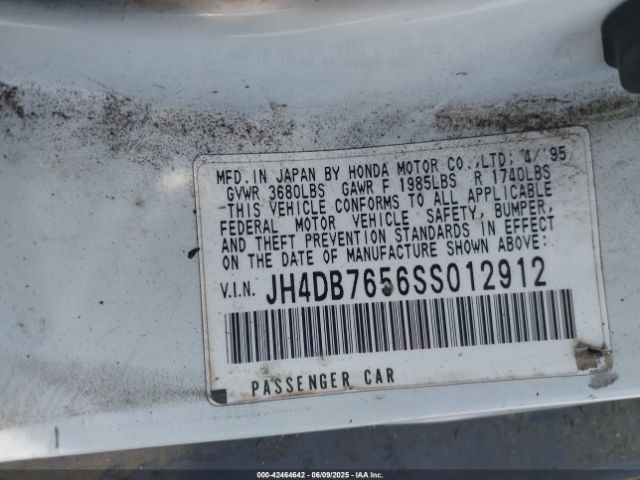 MFD. IN JAPAN BY HONDA MOTOR CO., LTD; 4/'95
GVWR 3680LBS GAWR F 1985LBS R 1740LBS
THIS VEHICLE CONFORMS TO ALL APPLICABLE
FEDERAL MOTOR VEHICLE SAFETY, BUMPER,
AND THEFT PREVENTION STANDARDS IN EFFECT
ON THE DATE OF MANUFACTURE SHOWN ABOVE:
V.I.N. JH4DB7656SS012912
PASSENGER CAR
000-42464642 - 06/09/2025 - IAAI.COM